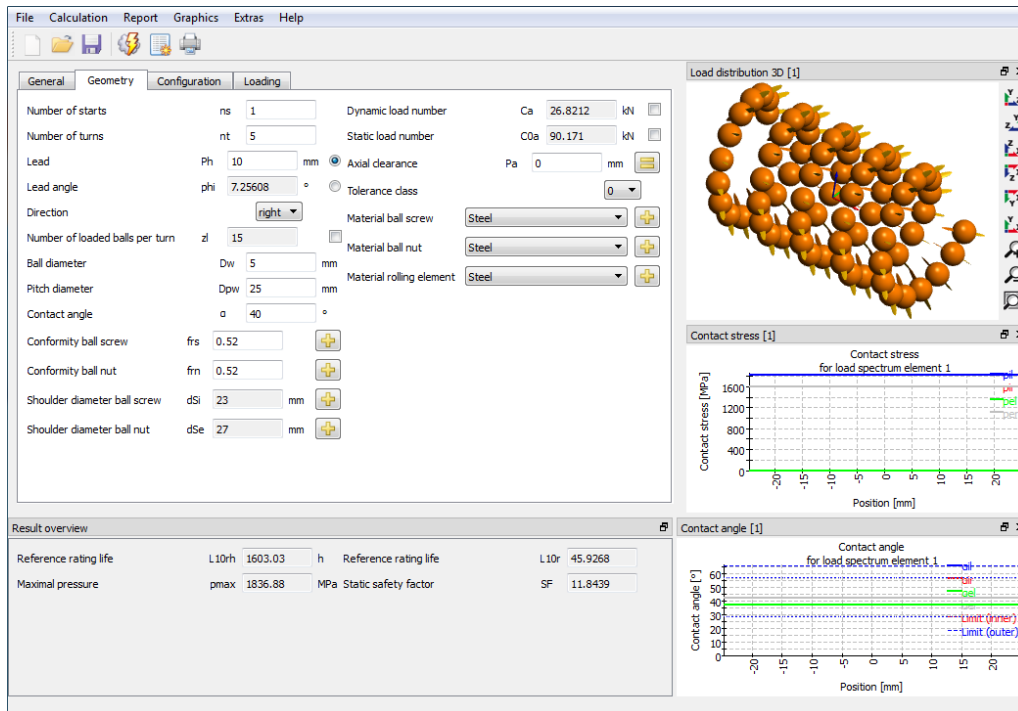 File Calculation Report Graphics Extras Help
General Geometry Configuration Loading
Number of starts ns 1
Number of turns nt 5
Lead Ph 10 mm
Lead angle phi 7.25608 °
Direction right
Number of loaded balls per turn zl 15
Ball diameter Dw 5 mm
Pitch diameter Dpw 25 mm
Contact angle α 40 °
Conformity ball screw frs 0.52
Conformity ball nut frn 0.52
Shoulder diameter ball screw dSi 23 mm
Shoulder diameter ball nut dSe 27 mm
Dynamic load number Ca 26.8212 kN
Static load number C0a 90.171 kN
Axial clearance Pa 0 mm
Tolerance class 0
Material ball screw Steel
Material ball nut Steel
Material rolling element Steel
Load distribution 3D [1]
Contact stress [1]
Contact stress
for load spectrum element 1
Contact stress [MPa]
1600
1200
800
400
0
-20 -15 -10 -5 0 5 10 15 20
Position [mm]
pil
pir
pel
per
Result overview
Reference rating life L10rh 1603.03 h Reference rating life L10r 45.9268
Maximal pressure pmax 1836.88 MPa Static safety factor SF 11.8439
Contact angle [1]
Contact angle
for load spectrum element 1
Contact angle [°]
60
50
40
30
20
10
0
-20 -15 -10 -5 0 5 10 15 20
Position [mm]
αil
αir
αel
Limit (inner)
Limit (outer)